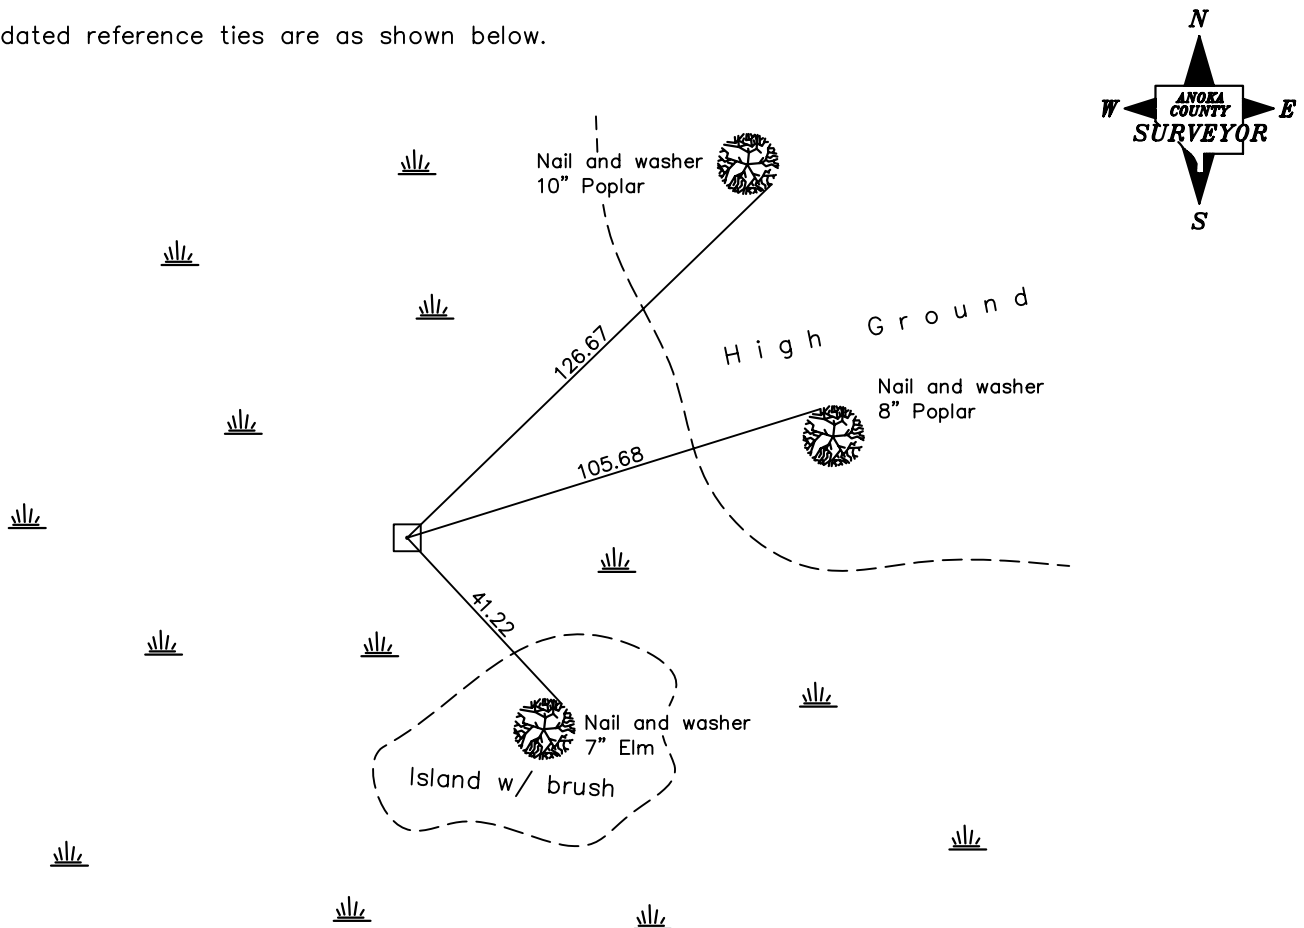 dated reference ties are as shown below.
N
W
ANOKA
COUNTY
E
SURVEYOR
S
Nail and washer
10” Poplar
126.67
High Ground
Nail and washer
8” Poplar
105.68
41.22
Nail and washer
7” Elm
Island w/ brush